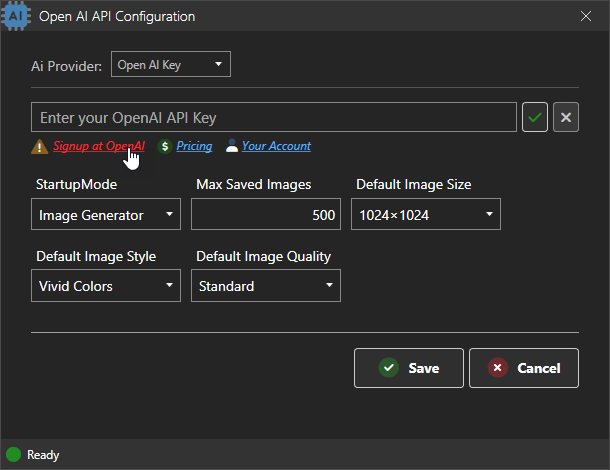 AI Open AI API Configuration
Ai Provider: Open AI Key
Enter your OpenAI API Key
Signup at OpenAI $ Pricing Your Account
StartupMode Max Saved Images Default Image Size
Image Generator 500 1024×1024
Default Image Style Default Image Quality
Vivid Colors Standard
Save Cancel
Ready